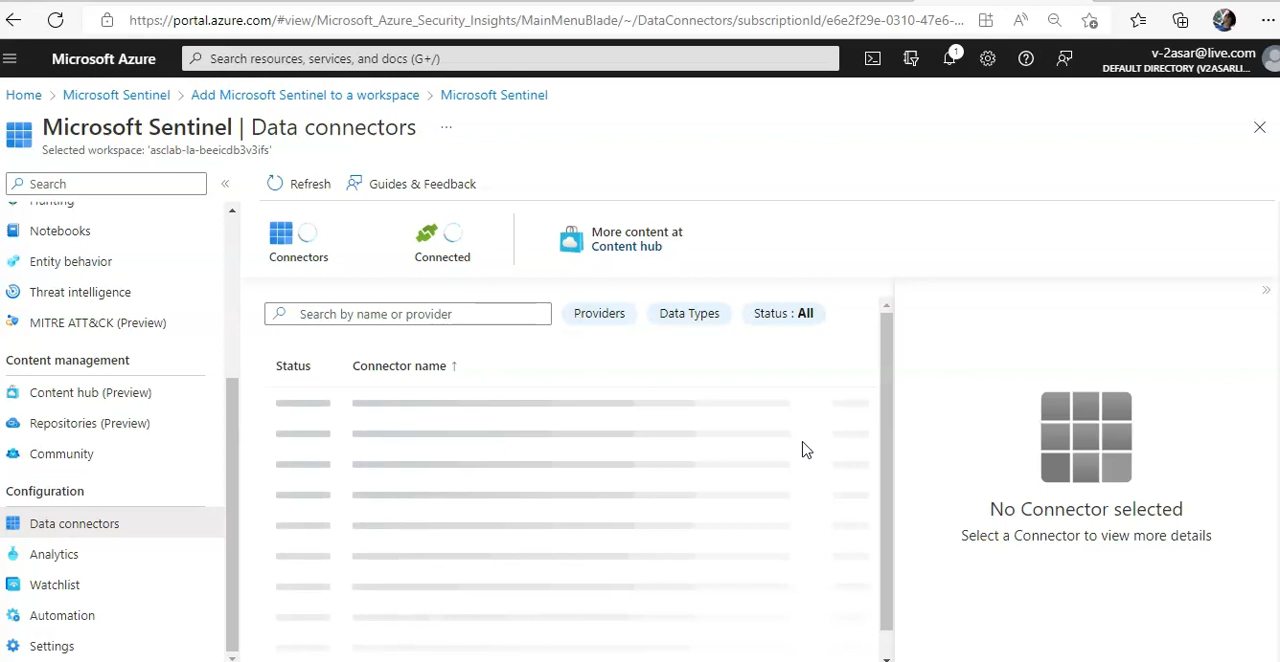 https://portal.azure.com/#view/Microsoft_Azure_Security_Insights/MainMenuBlade/~/DataConnectors/subscriptionId/e6e2f29e-0310-47e6-...
Microsoft Azure
Search resources, services, and docs (G+/)
1
v-2asar@live.com
DEFAULT DIRECTORY (V2ASARLI...
Home > Microsoft Sentinel > Add Microsoft Sentinel to a workspace > Microsoft Sentinel
Microsoft Sentinel | Data connectors ...
Selected workspace: 'asclab-la-beeicdb3v3ifs'
Search
«
Refresh
Guides & Feedback
Hunting
Notebooks
Entity behavior
Threat intelligence
MITRE ATT&CK (Preview)
Content management
Content hub (Preview)
Repositories (Preview)
Community
Configuration
Data connectors
Analytics
Watchlist
Automation
Settings
Connectors
Connected
More content at
Content hub
Search by name or provider
Providers
Data Types
Status : All
Status
Connector name ↑
»
No Connector selected
Select a Connector to view more details